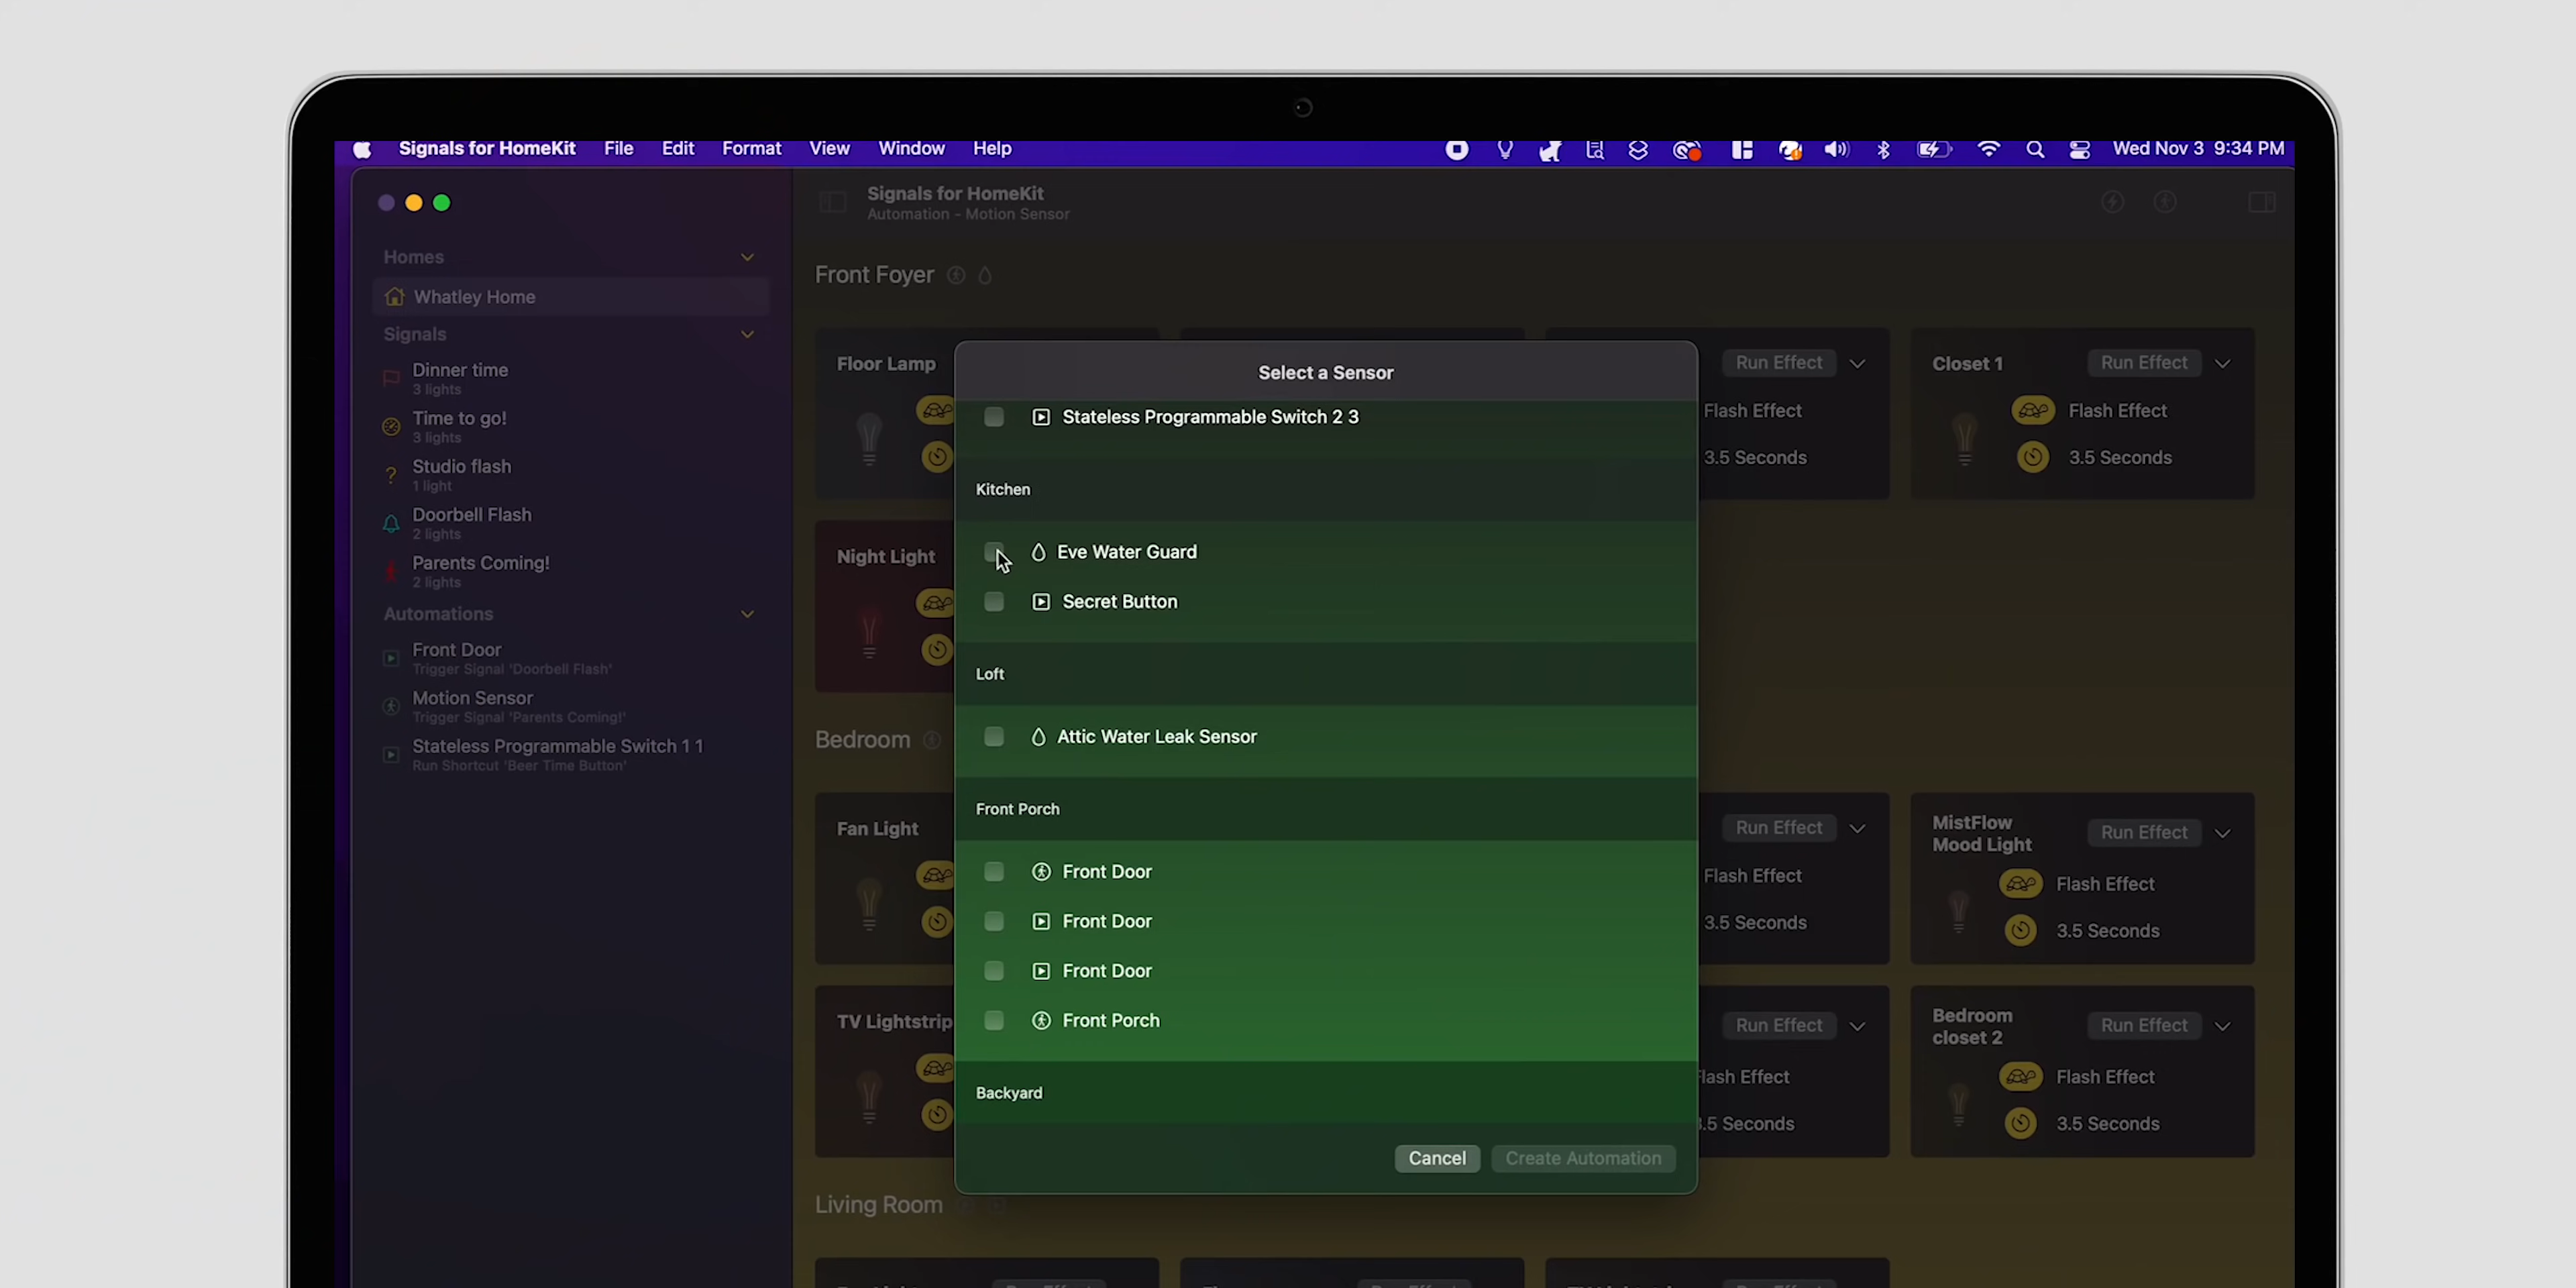 Signals for HomeKit File Edit Format View Window Help Wed Nov 3 9:34 PM
Signals for HomeKit
Automation - Motion Sensor
Homes
Whatley Home
Signals
Dinner time
3 lights
Time to go!
3 lights
Studio flash
1 light
Doorbell Flash
2 lights
Parents Coming!
2 lights
Automations
Front Door
Trigger Signal 'Doorbell Flash'
Motion Sensor
Trigger Signal 'Parents Coming!'
Stateless Programmable Switch 1 1
Run Shortcut 'Beer Time Button'
Front Foyer
Floor Lamp
Run Effect
Flash Effect
3.5 Seconds
Closet 1 Run Effect
Flash Effect
3.5 Seconds
Night Light
Bedroom
Fan Light
Run Effect
Flash Effect
3.5 Seconds
MistFlow
Mood Light
Run Effect
Flash Effect
3.5 Seconds
TV Lightstrip
Run Effect
Flash Effect
3.5 Seconds
Bedroom
closet 2
Run Effect
Flash Effect
3.5 Seconds
Living Room
Select a Sensor
Stateless Programmable Switch 2 3
Kitchen
Eve Water Guard
Secret Button
Loft
Attic Water Leak Sensor
Front Porch
Front Door
Front Door
Front Door
Front Porch
Backyard
Cancel Create Automation